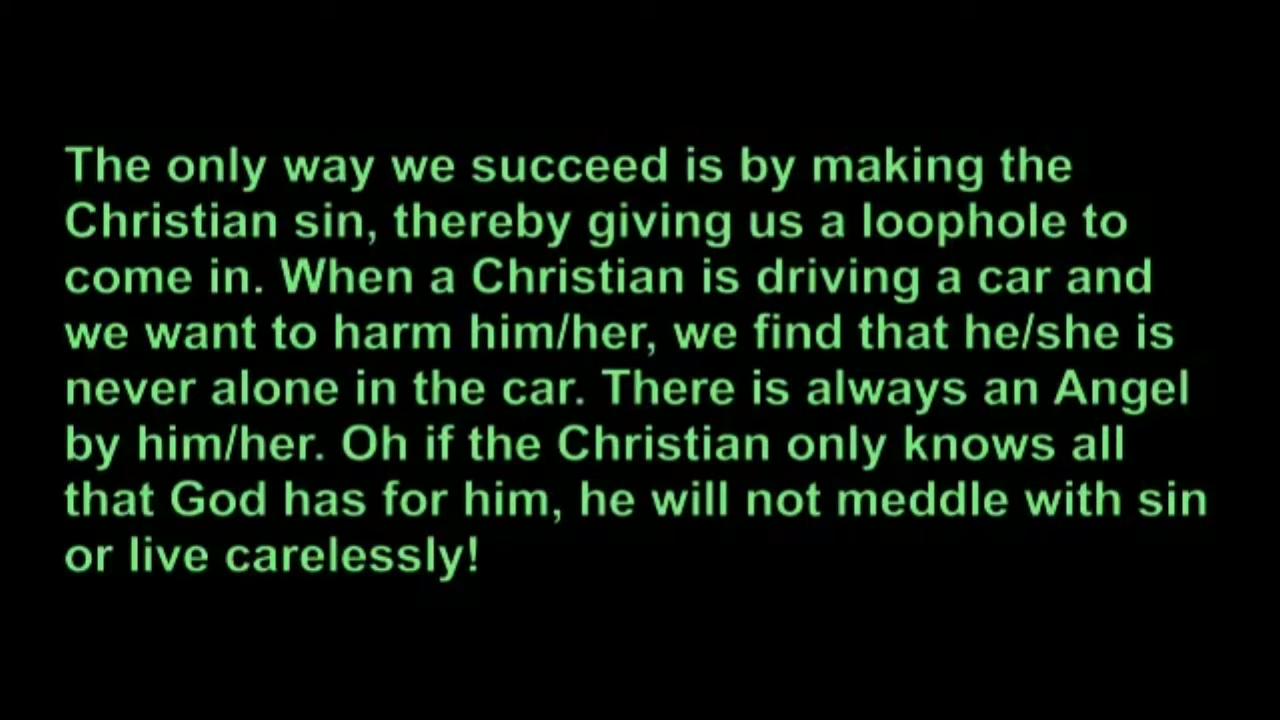 The only way we succeed is by making the
Christian sin, thereby giving us a loophole to
come in. When a Christian is driving a car and
we want to harm him/her, we find that he/she is
never alone in the car. There is always an Angel
by him/her. Oh if the Christian only knows all
that God has for him, he will not meddle with sin
or live carelessly!